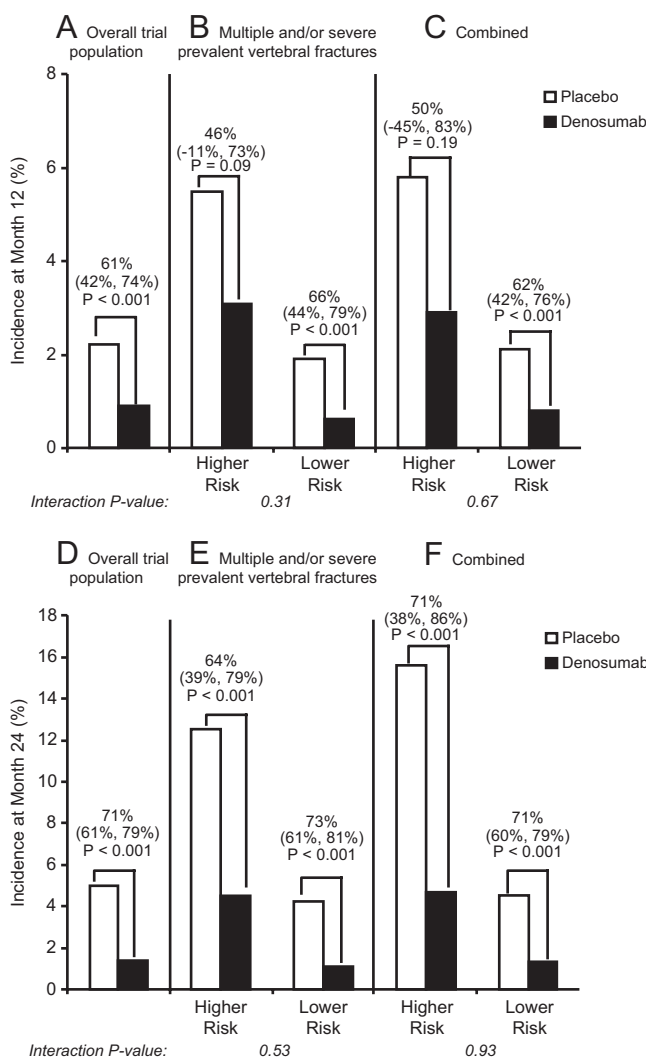 A Overall trial population
B Multiple and/or severe prevalent vertebral fractures
C Combined
Incidence at Month 12 (%)
8
6
4
2
0
Placebo
Denosumab
61%
(42%, 74%)
P < 0.001
46%
(-11%, 73%)
P = 0.09
66%
(44%, 79%)
P < 0.001
50%
(-45%, 83%)
P = 0.19
62%
(42%, 76%)
P < 0.001
Higher Risk
Lower Risk
Higher Risk
Lower Risk
Interaction P-value: 0.31 0.67
D Overall trial population
E Multiple and/or severe prevalent vertebral fractures
F Combined
Incidence at Month 24 (%)
18
16
14
12
10
8
6
4
2
0
Placebo
Denosumab
71%
(61%, 79%)
P < 0.001
64%
(39%, 79%)
P < 0.001
73%
(61%, 81%)
P < 0.001
71%
(38%, 86%)
P < 0.001
71%
(60%, 79%)
P < 0.001
Higher Risk
Lower Risk
Higher Risk
Lower Risk
Interaction P-value: 0.53 0.93